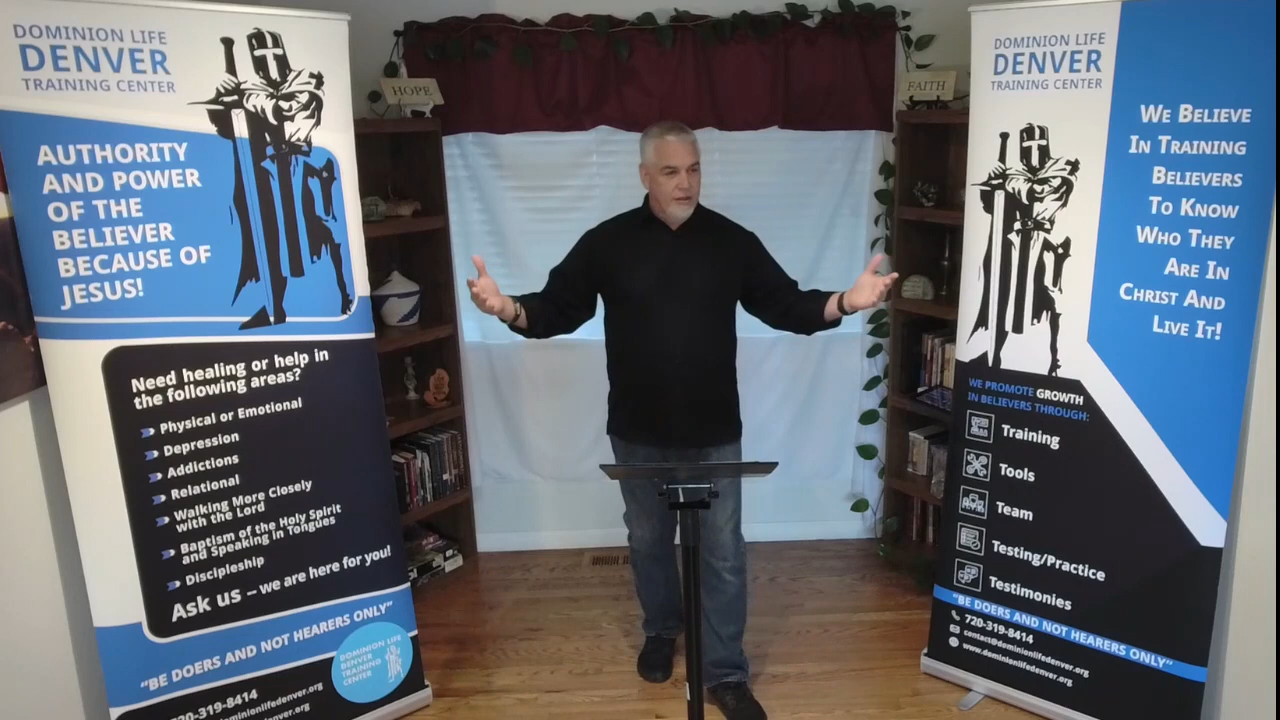 DOMINION LIFE
DENVER
TRAINING CENTER
AUTHORITY
AND POWER
OF THE
BELIEVER
BECAUSE OF
JESUS!
Need healing or help in
the following areas?
Physical or Emotional
Depression
Addictions
Relational
Walking More Closely
with the Lord
Baptism of the Holy Spirit
and Speaking in Tongues
Discipleship
Ask us – we are here for you!
"BE DOERS AND NOT HEARERS ONLY"
DOMINION LIFE
DENVER
TRAINING
CENTER
720-319-8414
dominionlifedenver.org
HOPE
FAITH
DOMINION LIFE
DENVER
TRAINING CENTER
WE BELIEVE
IN TRAINING
BELIEVERS
TO KNOW
WHO THEY
ARE IN
CHRIST AND
LIVE IT!
WE PROMOTE GROWTH
IN BELIEVERS THROUGH:
Training
Tools
Team
Testing/Practice
Testimonies
"BE DOERS AND NOT HEARERS ONLY"
720-319-8414
contact@dominionlifedenver.org
www.dominionlifedenver.org